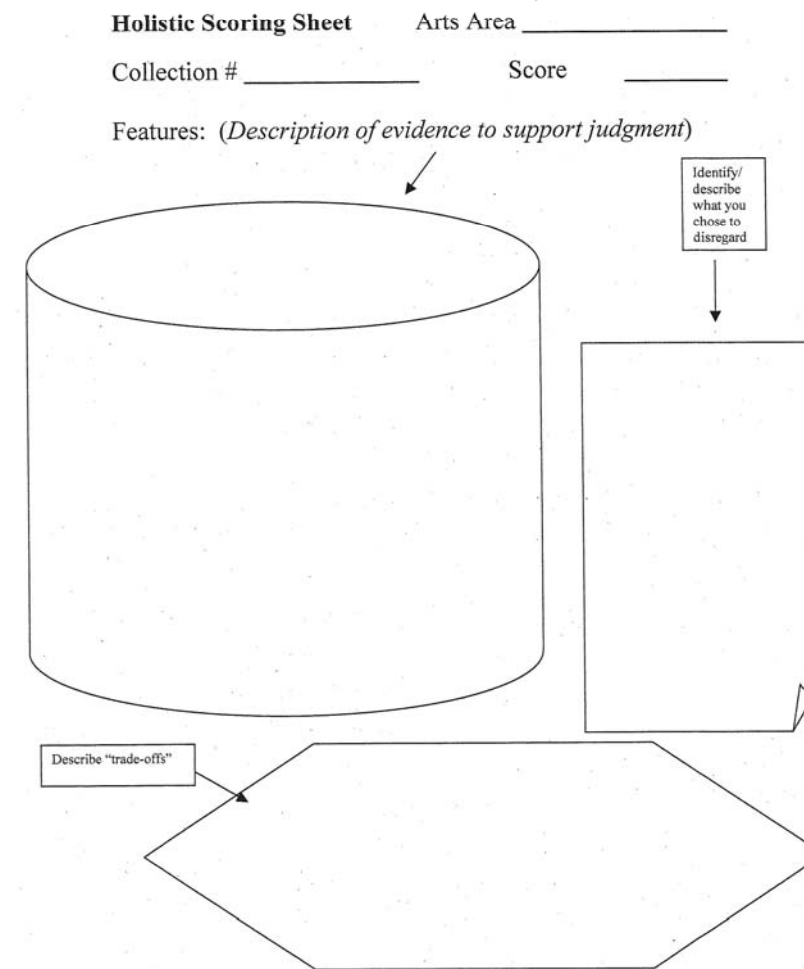 Holistic Scoring Sheet Arts Area
Collection # Score
Features: (Description of evidence to support judgment)
Identify/
describe
what you
chose to
disregard
Describe “trade-offs”